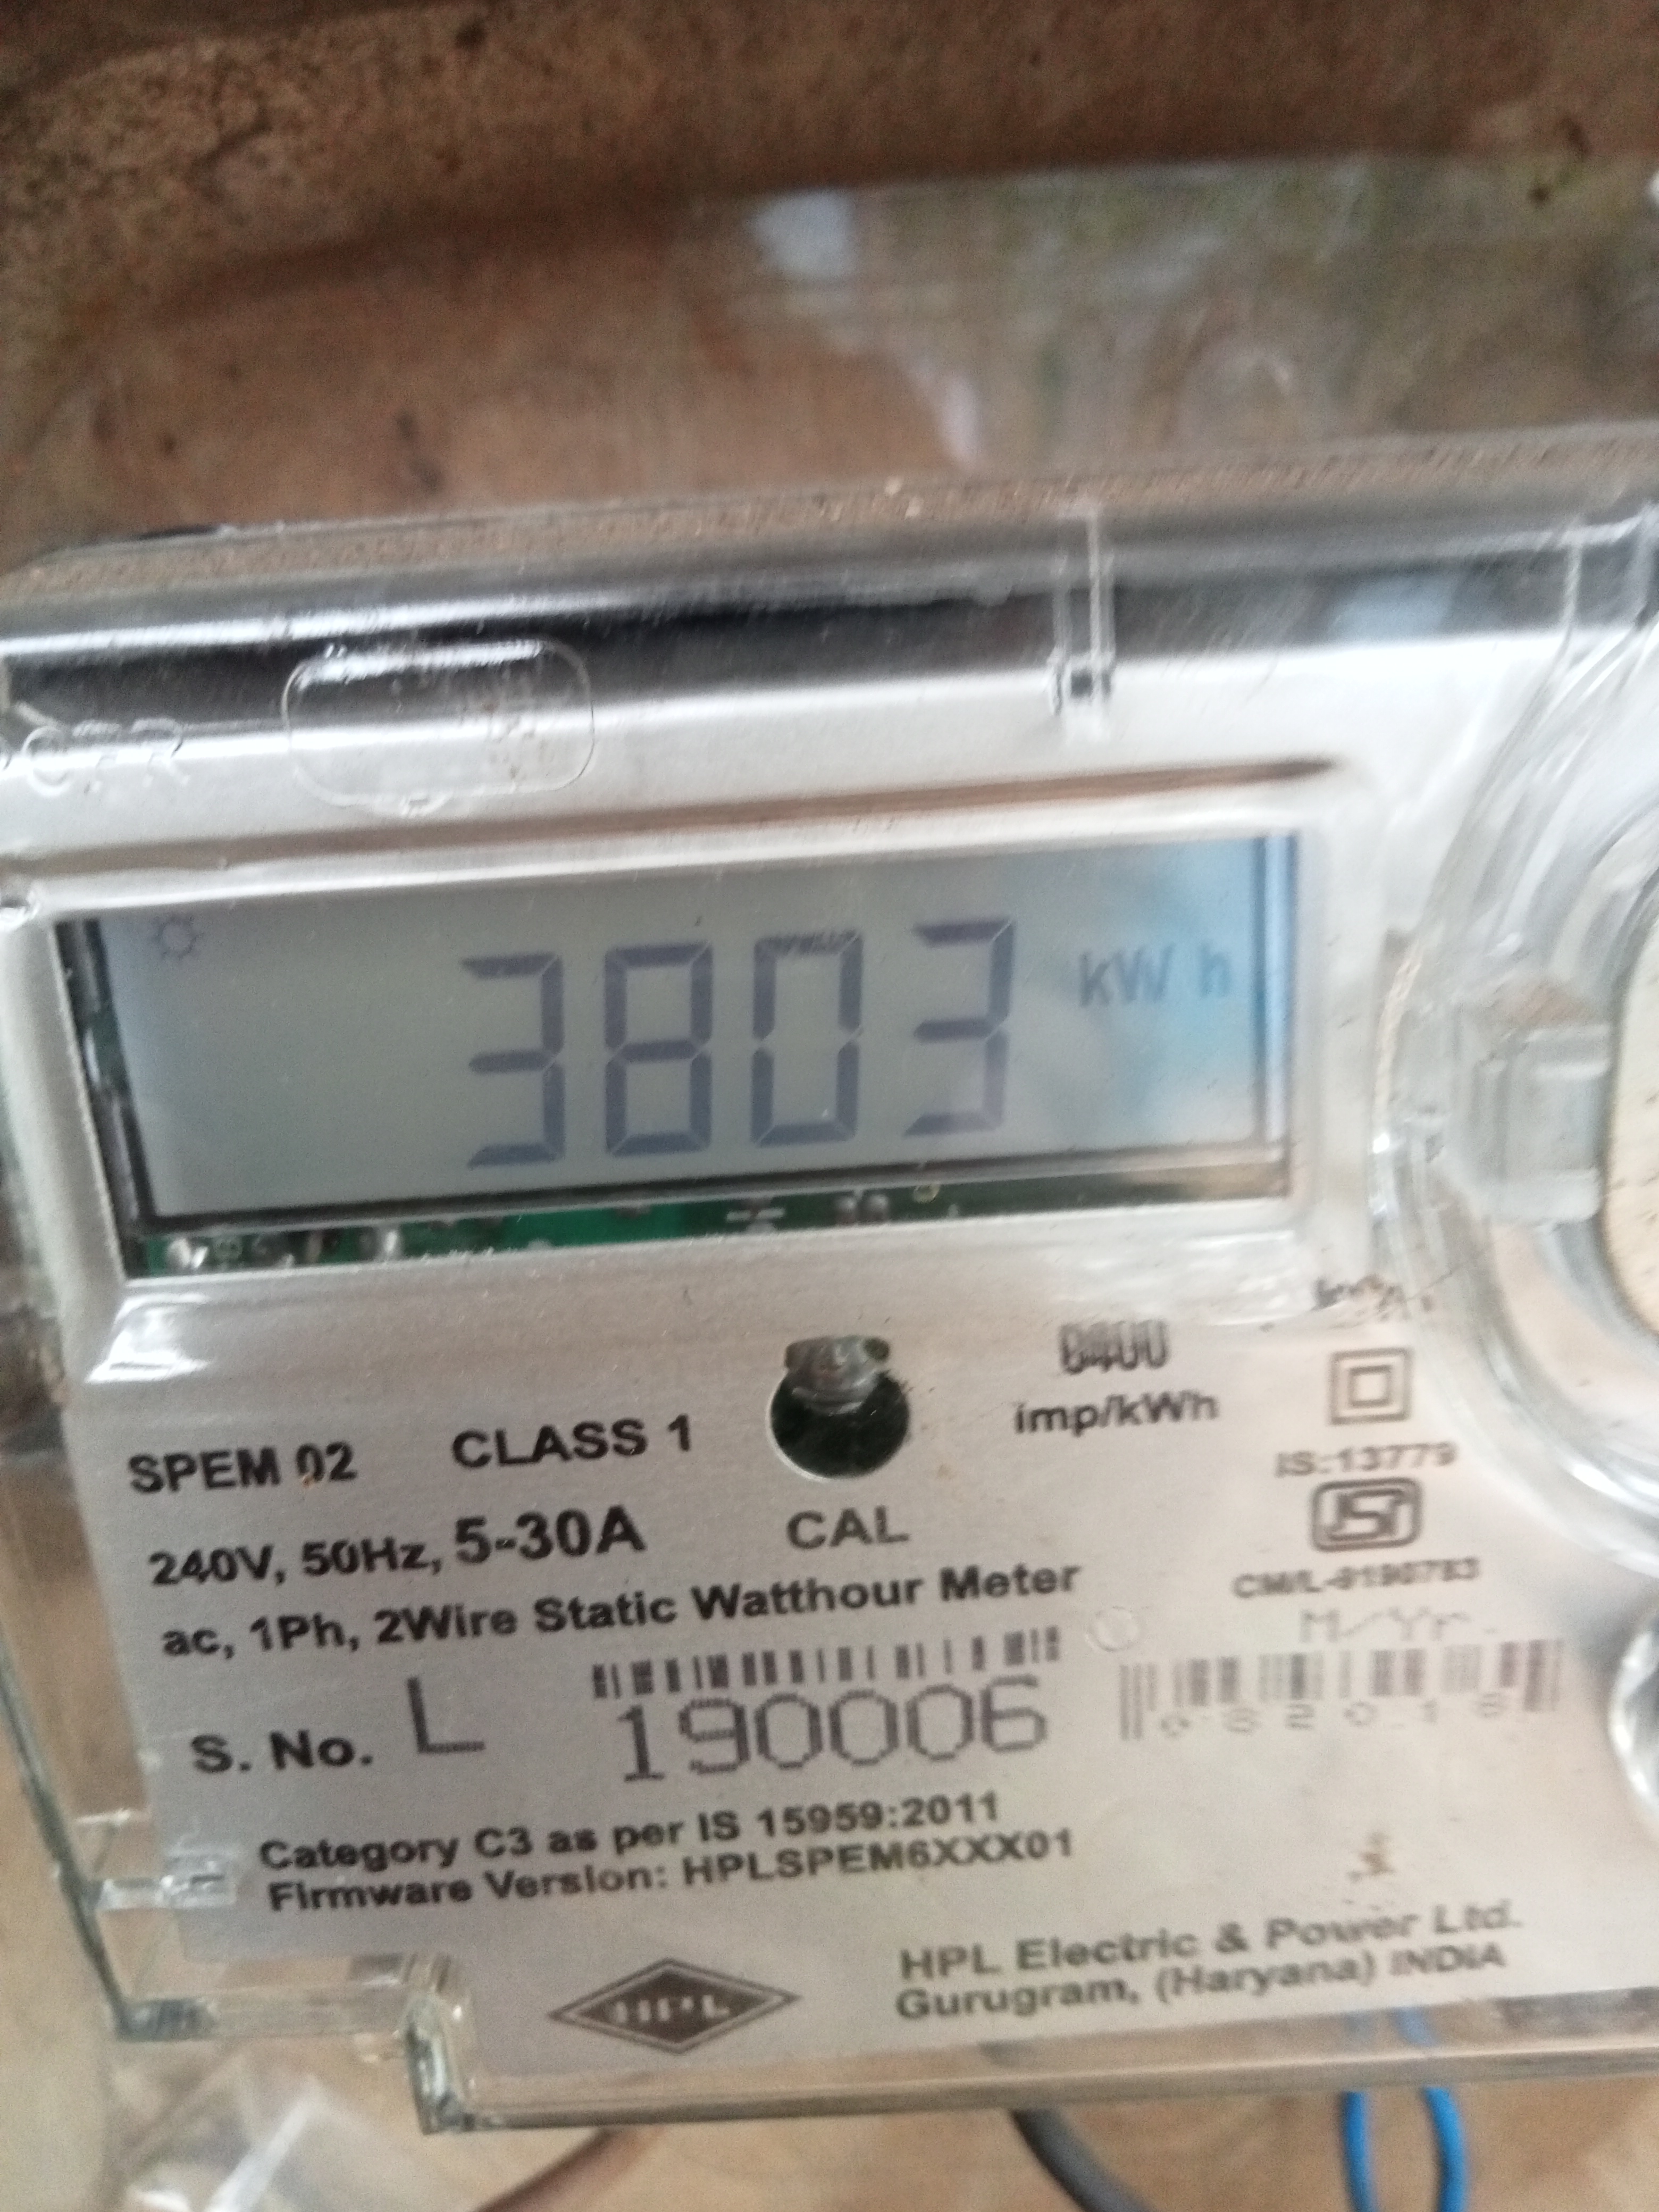 3803 kWh
imp/kWh
SPEM 02 CLASS 1
IS:13779
240V, 50Hz, 5-30A
CAL
ISI
ac, 1Ph, 2Wire Static Watthour Meter
M/Yr.
S. No. L 190006
Category C3 as per IS 15959:2011
Firmware Version: HPLSPEM6XXX01
HPL
HPL Electric & Power Ltd.
Gurugram, (Haryana) INDIA